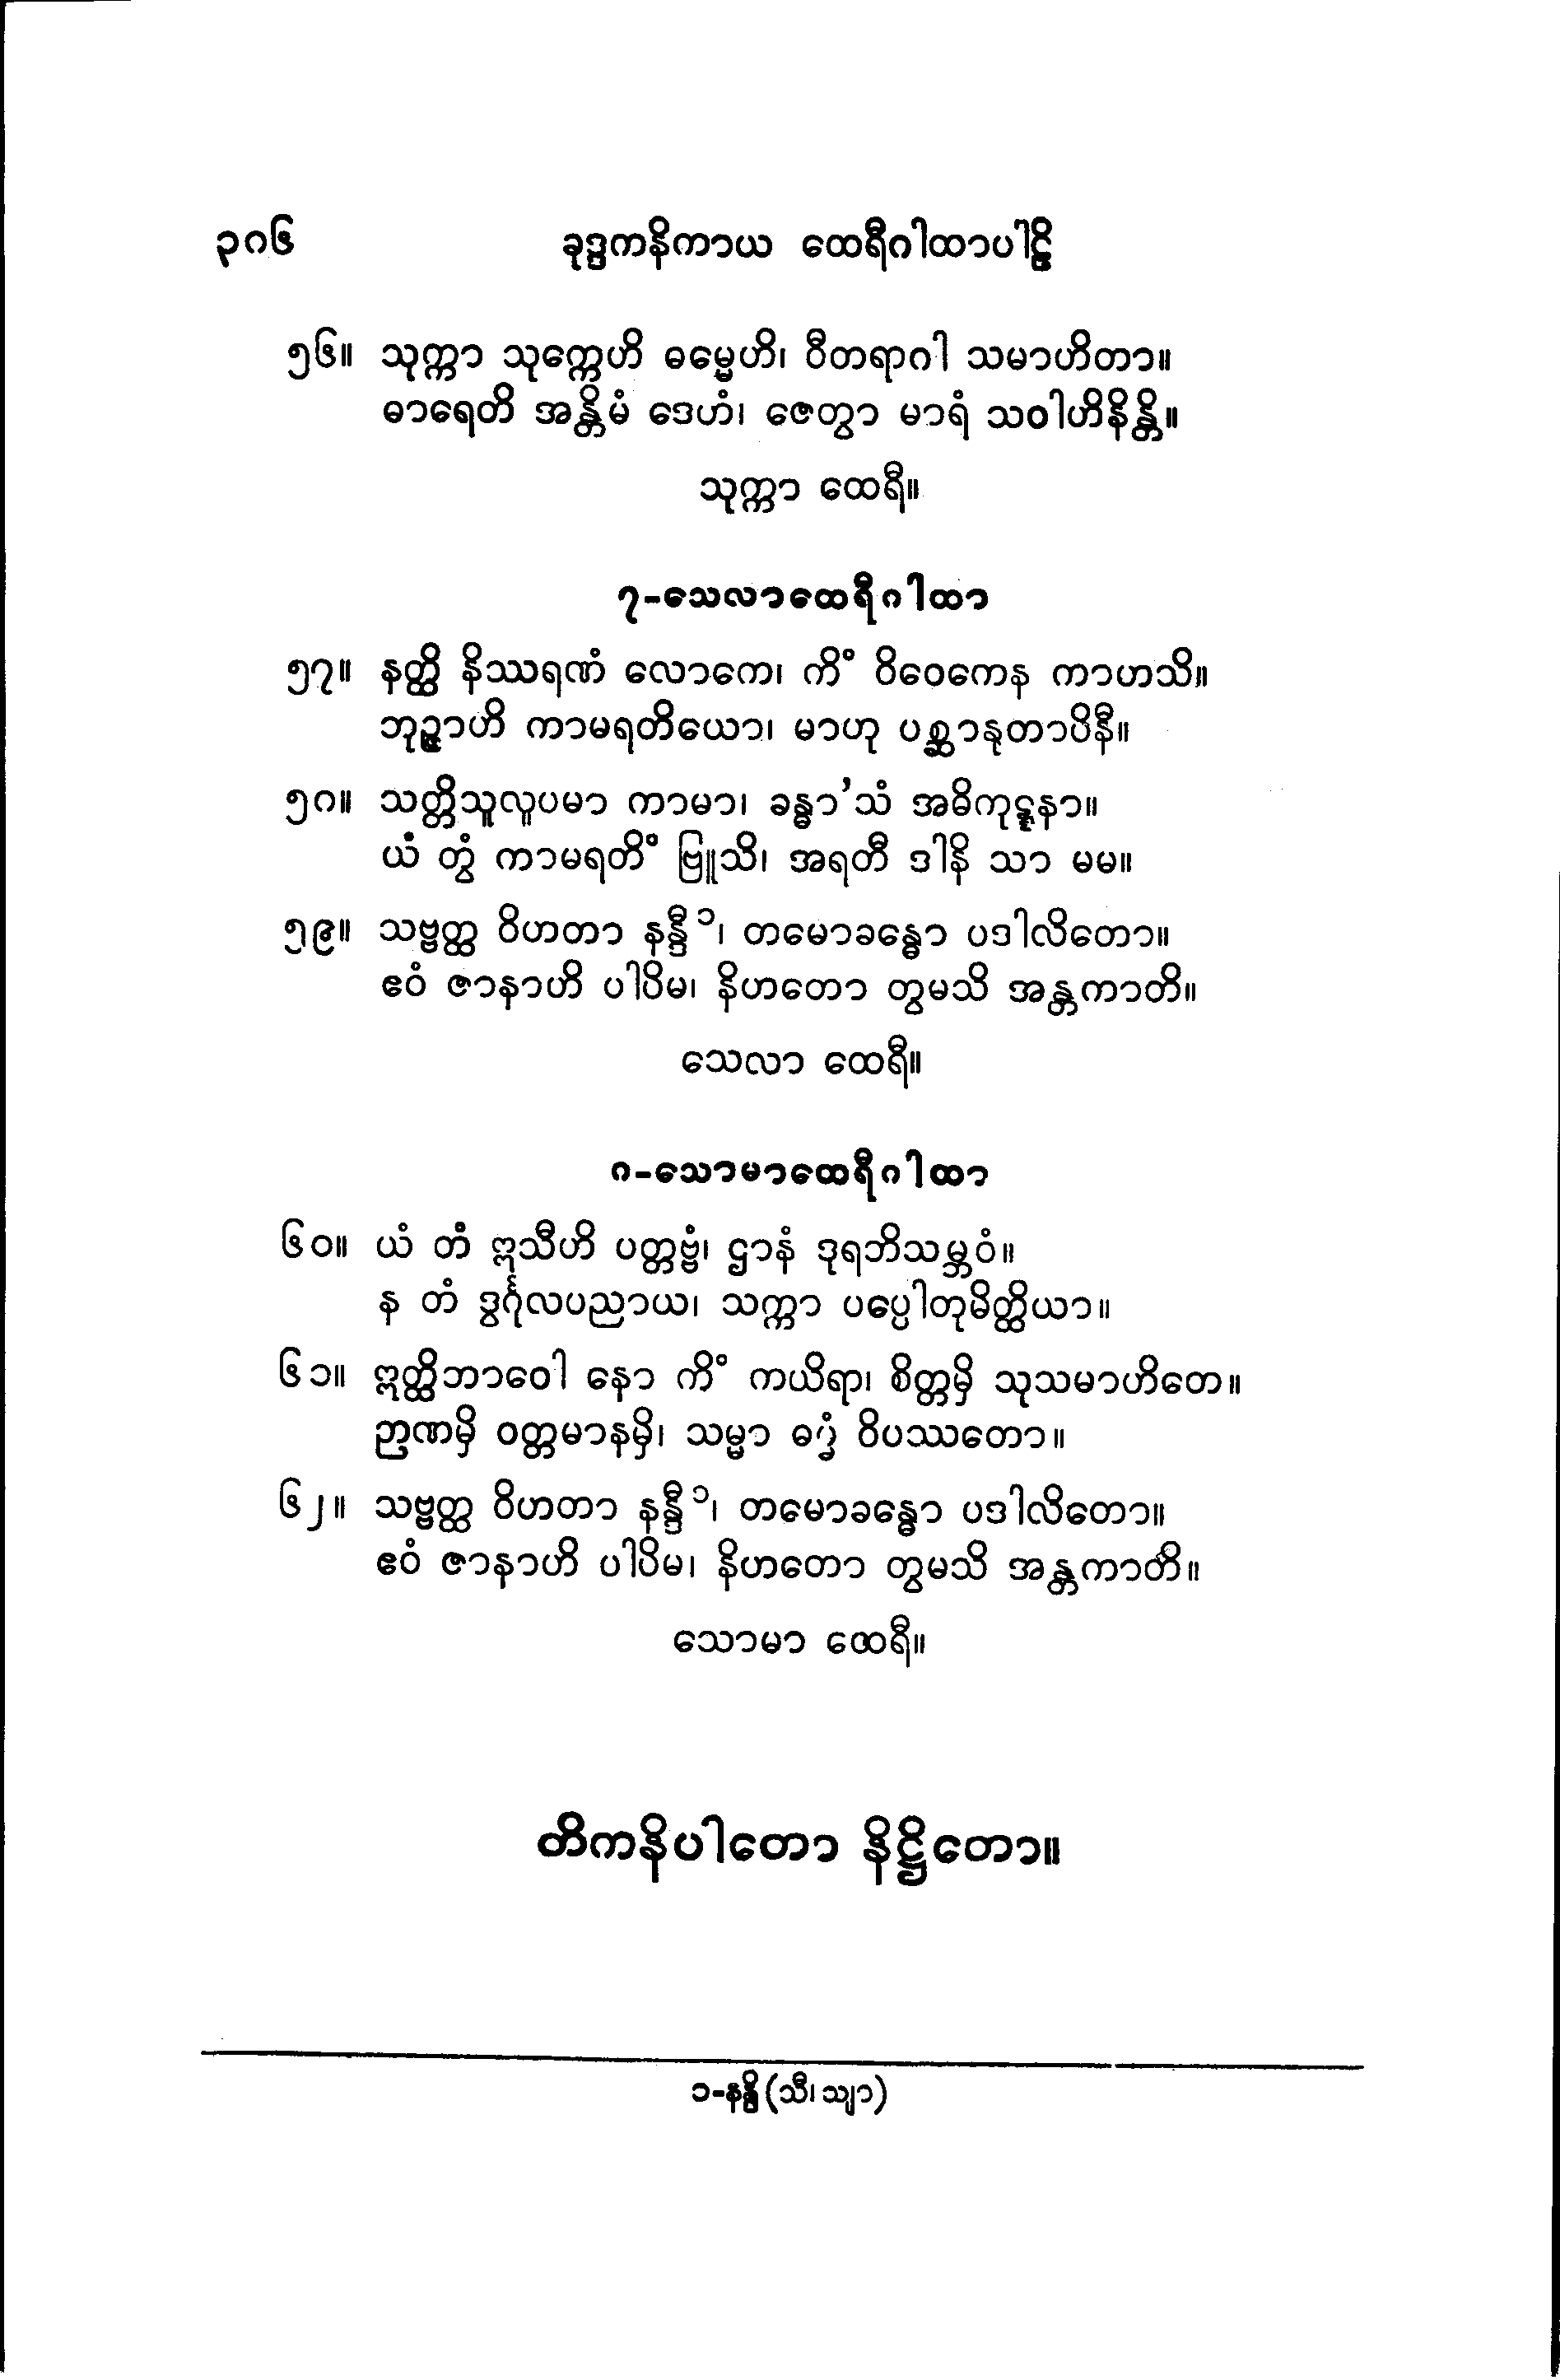 ၃၈၆ ခုဒ္ဒကနိကာယ ထေရီဂါထာပါဠိ
၅၆။ သုက္ကာ သုက္ကေဟိ ဓမ္မေဟိ၊ ဝီတရာဂါ သမာဟိတာ။
ဓာရေတိ အန္တိမံ ဒေဟံ၊ ဇေတွာ မာရံ သဝါဟိနိန္တိ။
သုက္ကာ ထေရီ။
၇-သေလာထေရီဂါထာ
၅၇။ နတ္ထိ နိဿရဏံ လောကေ၊ ကိံ ဝိဝေကေန ကာဟသိ။
ဘုဉ္ဇာဟိ ကာမရတိယော၊ မာဟု ပစ္ဆာနုတာပိနီ။
၅၈။ သတ္တိသူလူပမာ ကာမာ၊ ခန္ဓာ’သံ အဓိကုဋ္ဋနာ။
ယံ တွံ ကာမရတိံ ဗြူသိ၊ အရတီ ဒါနိ သာ မမ။
၅၉။ သဗ္ဗတ္ထ ဝိဟတာ နန္ဒီ၁၊ တမောခန္ဓော ပဒါလိတော။
ဧဝံ ဇာနာဟိ ပါပိမ၊ နိဟတော တွမသိ အန္တကာတိ။
သေလာ ထေရီ။
၈-သောမာထေရီဂါထာ
၆၀။ ယံ တံ ဣသီဟိ ပတ္တဗ္ဗံ၊ ဌာနံ ဒုရဘိသမ္ဘဝံ။
န တံ ဒွင်္ဂုလပညာယ၊ သက္ကာ ပပ္ပေါတုမိတ္ထိယာ။
၆၁။ ဣတ္ထိဘာဝေါ နော ကိံ ကယိရာ၊ စိတ္တမှိ သုသမာဟိတေ။
ဉာဏမှိ ဝတ္တမာနမှိ၊ သမ္မာ ဓမ္မံ ဝိပဿတော။
၆၂။ သဗ္ဗတ္ထ ဝိဟတာ နန္ဒီ၁၊ တမောခန္ဓော ပဒါလိတော။
ဧဝံ ဇာနာဟိ ပါပိမ၊ နိဟတော တွမသိ အန္တကာတိ။
သောမာ ထေရီ။
တိကနိပါတော နိဋ္ဌိတော။
၁-နန္ဒိ (သီ၊ သျာ)